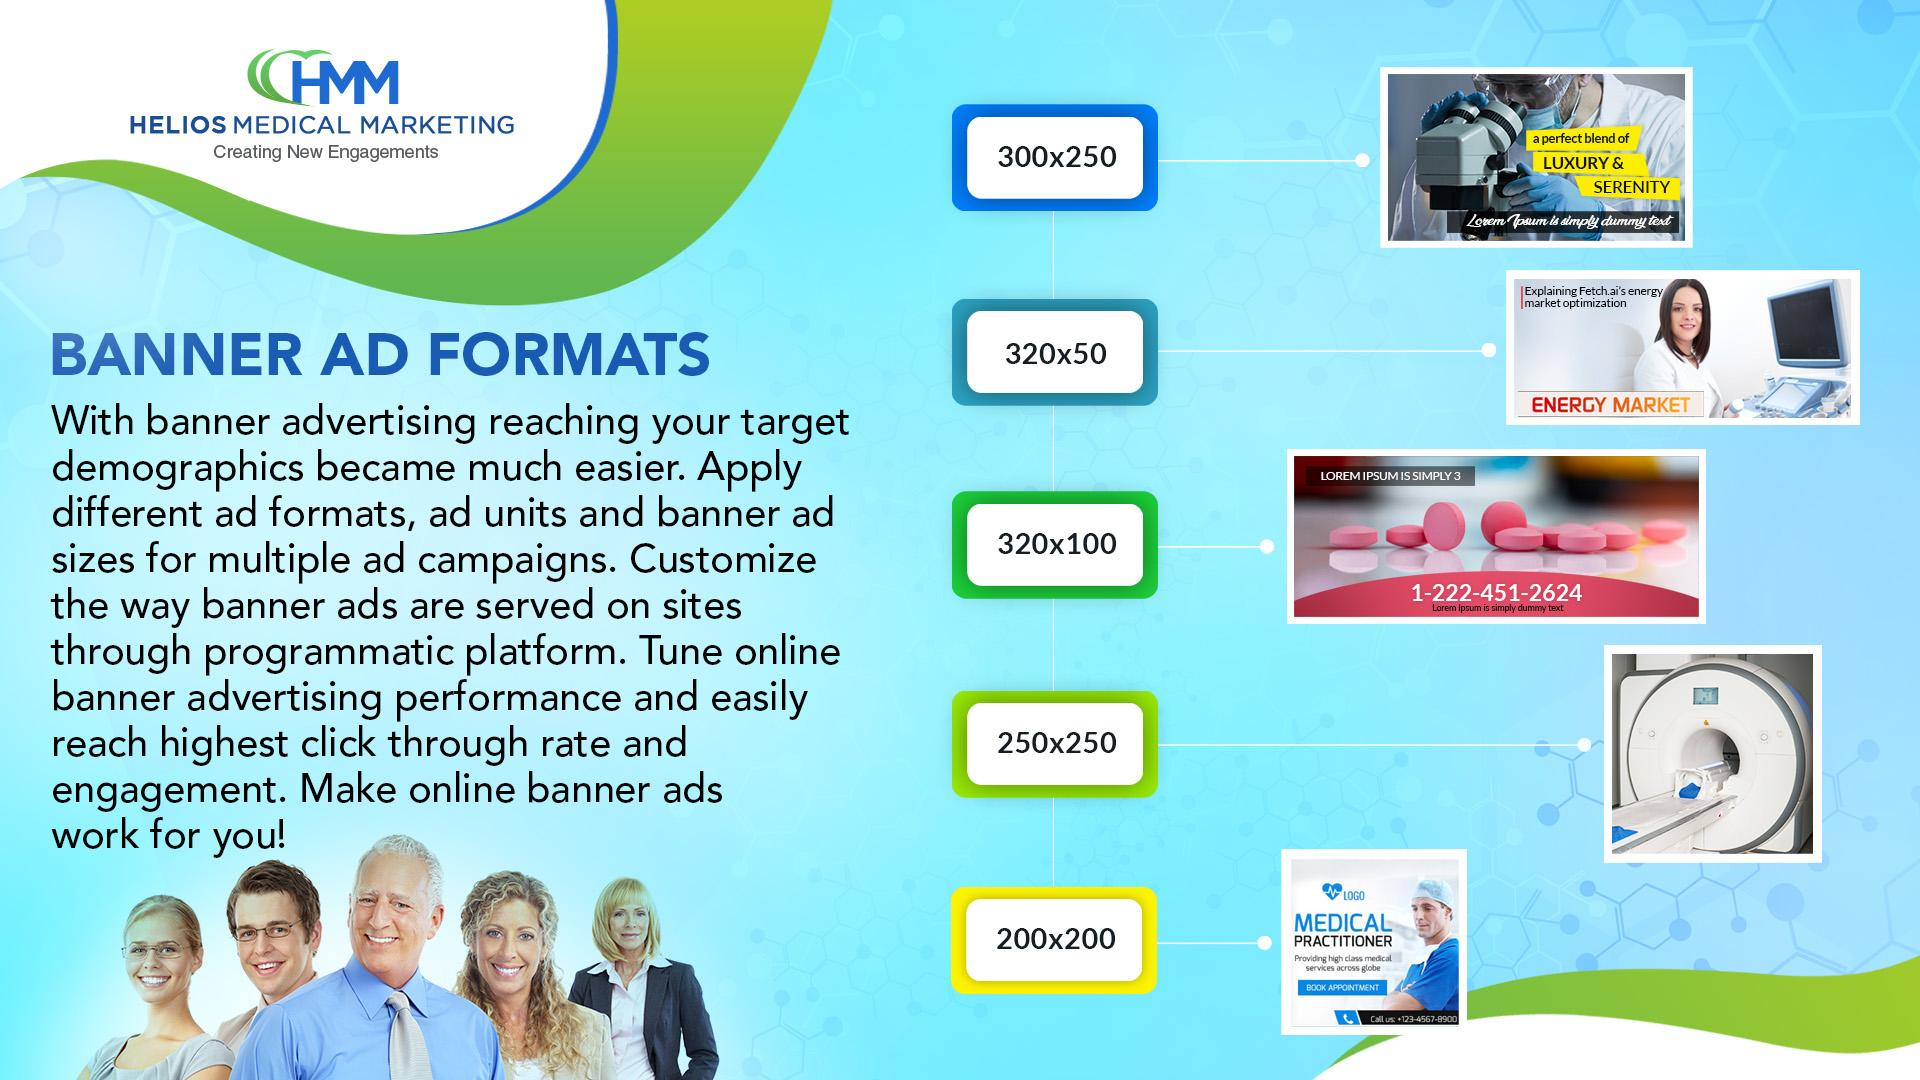 HMM
HELIOS MEDICAL MARKETING
Creating New Engagements
BANNER AD FORMATS
With banner advertising reaching your target
demographics became much easier. Apply
different ad formats, ad units and banner ad
sizes for multiple ad campaigns. Customize
the way banner ads are served on sites
through programmatic platform. Tune online
banner advertising performance and easily
reach highest click through rate and
engagement. Make online banner ads
work for you!
300x250
a perfect blend of
LUXURY &
SERENITY
Lorem Ipsum is simply dummy text
320x50
Explaining Fetch.ai's energy
market optimization
ENERGY MARKET
320x100
LOREM IPSUM IS SIMPLY 3
1-222-451-2624
Lorem Ipsum is simply dummy text
250x250
200x200
LOGO
MEDICAL
PRACTITIONER
Providing high class medical
services across globe
BOOK APPOINTMENT
Call us: +123-4567-8900